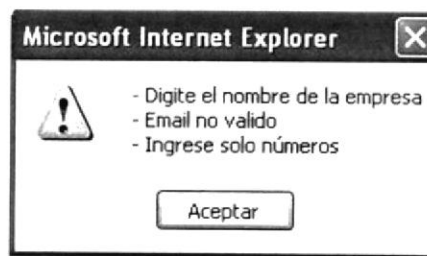 Microsoft Internet Explorer
- Digite el nombre de la empresa
- Email no valido
- Ingrese solo números
Aceptar